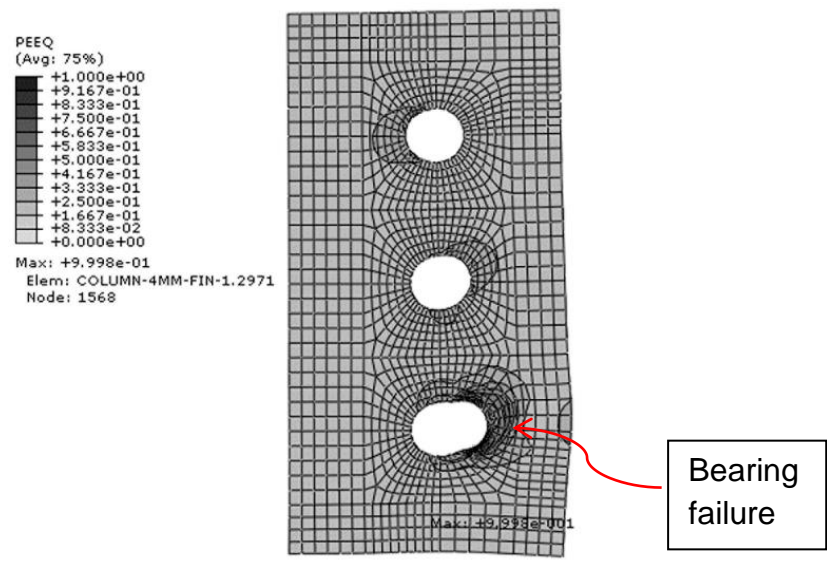 PEEQ
(Avg: 75%)
+1.000e+00
+9.167e-01
+8.333e-01
+7.500e-01
+6.667e-01
+5.833e-01
+5.000e-01
+4.167e-01
+3.333e-01
+2.500e-01
+1.667e-01
+8.333e-02
+0.000e+00
Max: +9.998e-01
Elem: COLUMN-4MM-FIN-1.2971
Node: 1568
Max: +9.998e-001
Bearing
failure